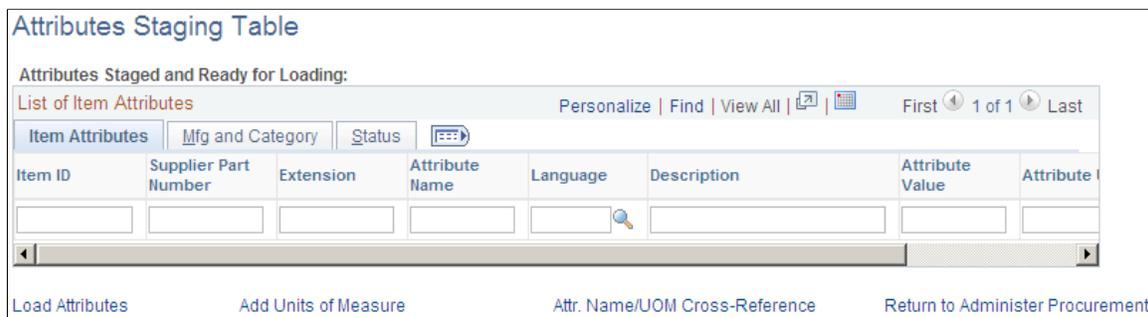 Attributes Staging Table
Attributes Staged and Ready for Loading:
List of Item Attributes Personalize | Find | View All | | First 1 of 1 Last
Item Attributes Mfg and Category Status
Item ID Supplier Part Number Extension Attribute Name Language Description Attribute Value Attribute
Load Attributes Add Units of Measure Attr. Name/UOM Cross-Reference Return to Administer Procurement